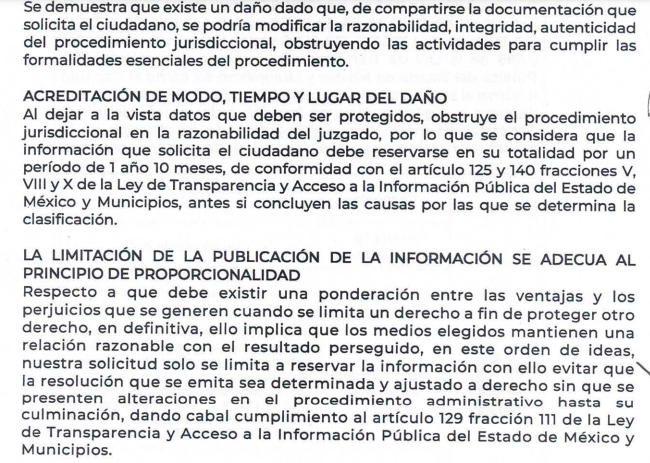 Se demuestra que existe un daño dado que, de compartirse la documentación que
solicita el ciudadano, se podría modificar la razonabilidad, integridad, autenticidad
del procedimiento jurisdiccional, obstruyendo las actividades para cumplir las
formalidades esenciales del procedimiento.
ACREDITACIÓN DE MODO, TIEMPO Y LUGAR DEL DAÑO
Al dejar a la vista datos que deben ser protegidos, obstruye el procedimiento
jurisdiccional en la razonabilidad del juzgado, por lo que se considera que la
información que solicita el ciudadano debe reservarse en su totalidad por un
período de 1 año 10 meses, de conformidad con el artículo 125 y 140 fracciones V,
VIII y X de la Ley de Transparencia y Acceso a la Información Pública del Estado de
México y Municipios, antes si concluyen las causas por las que se determina la
clasificación.
LA LIMITACIÓN DE LA PUBLICACIÓN DE LA INFORMACIÓN SE ADECUA AL
PRINCIPIO DE PROPORCIONALIDAD
Respecto a que debe existir una ponderación entre las ventajas y los
perjuicios que se generen cuando se limita un derecho a fin de proteger otro
derecho, en definitiva, ello implica que los medios elegidos mantienen una
relación razonable con el resultado perseguido, en este orden de ideas,
nuestra solicitud solo se limita a reservar la información con ello evitar que
la resolución que se emita sea determinada y ajustado a derecho sin que se
presenten alteraciones en el procedimiento administrativo hasta su
culminación, dando cabal cumplimiento al artículo 129 fracción 111 de la Ley
de Transparencia y Acceso a la Información Pública del Estado de México y
Municipios.